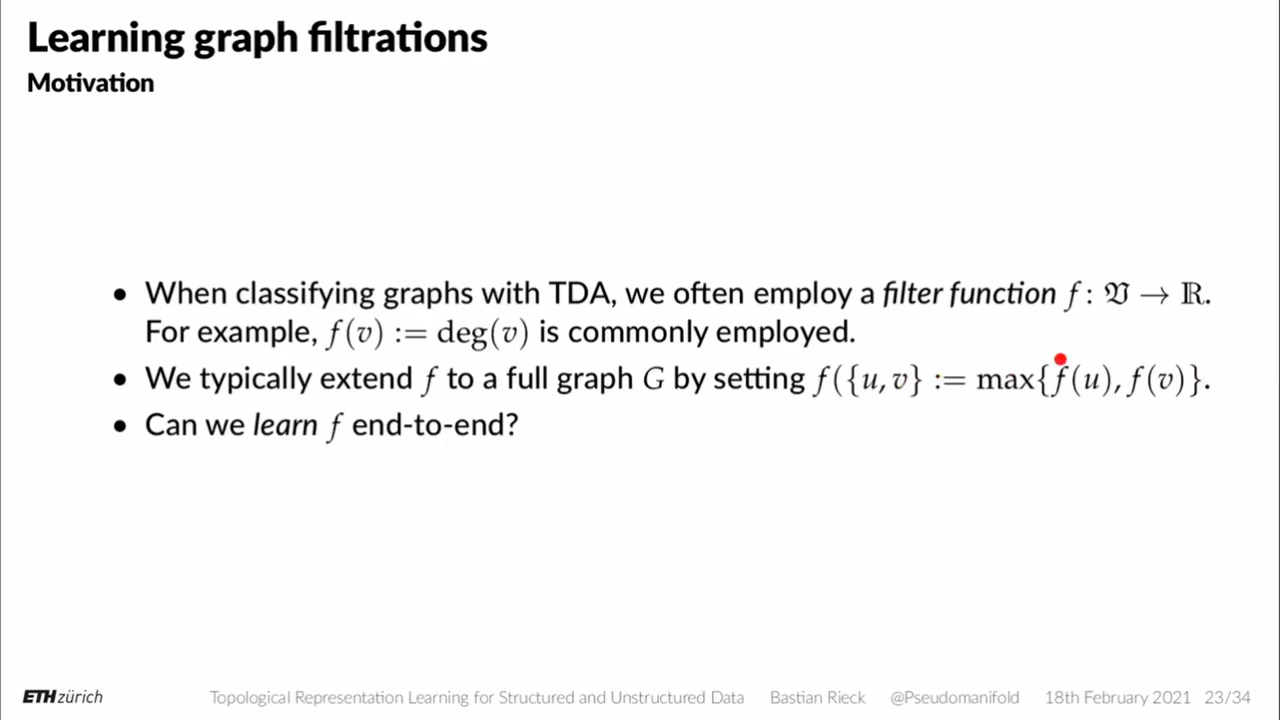 Learning graph filtrations
Motivation
• When classifying graphs with TDA, we often employ a filter function f : 𝔙 → ℝ.
For example, f(v) := deg(v) is commonly employed.
• We typically extend f to a full graph G by setting f({u, v} := max{f(u), f(v)}.
• Can we learn f end-to-end?
ETH zürich Topological Representation Learning for Structured and Unstructured Data Bastian Rieck @Pseudomanifold 18th February 2021 23/34